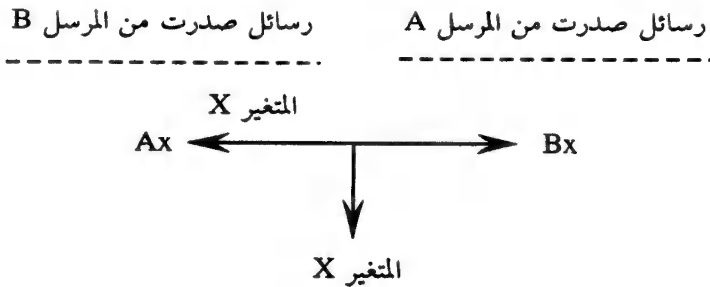 رسائل صدرت من المرسل A    رسائل صدرت من المرسل B
المتغير X
Ax    Bx
المتغير X